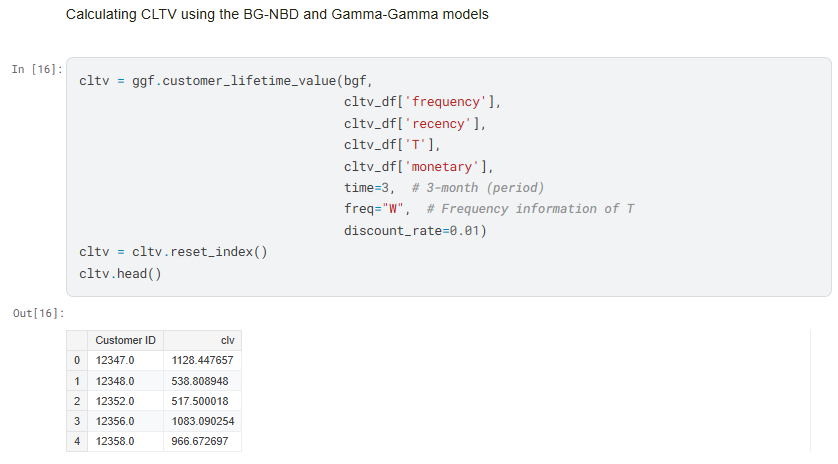 Calculating CLTV using the BG-NBD and Gamma-Gamma models
In [16]:
cltv = ggf.customer_lifetime_value(bgf,
cltv_df['frequency'],
cltv_df['recency'],
cltv_df['T'],
cltv_df['monetary'],
time=3,  # 3-month (period)
freq="W",  # Frequency information of T
discount_rate=0.01)
cltv = cltv.reset_index()
cltv.head()
Out[16]:
Customer ID clv
0 12347.0 1128.447657
1 12348.0 538.808948
2 12352.0 517.500018
3 12356.0 1083.090254
4 12358.0 966.672697